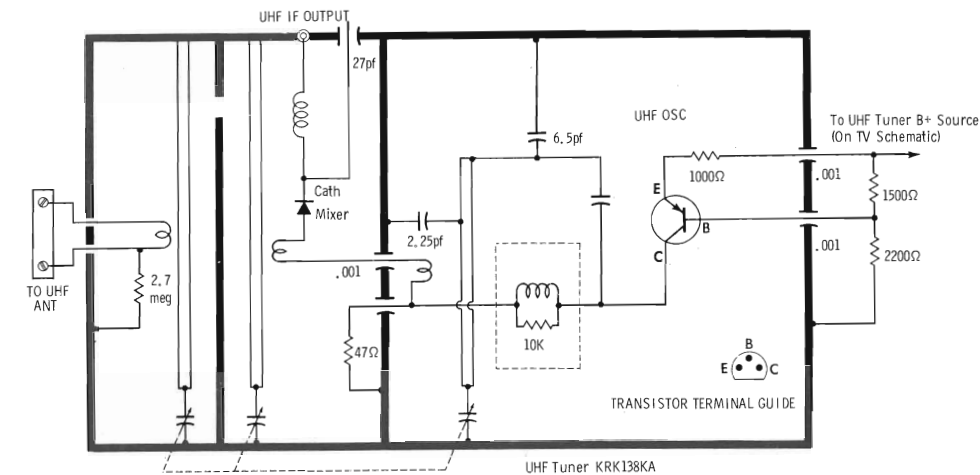 UHF IF OUTPUT
27pf
UHF OSC
To UHF Tuner B+ Source
(On TV Schematic)
6.5pf
1000Ω
.001
1500Ω
E
B
C
Cath
Mixer
2.25pf
.001
.001
2200Ω
TO UHF
ANT
2.7
meg
47Ω
10K
B
E
C
TRANSISTOR TERMINAL GUIDE
UHF Tuner KRK138KA